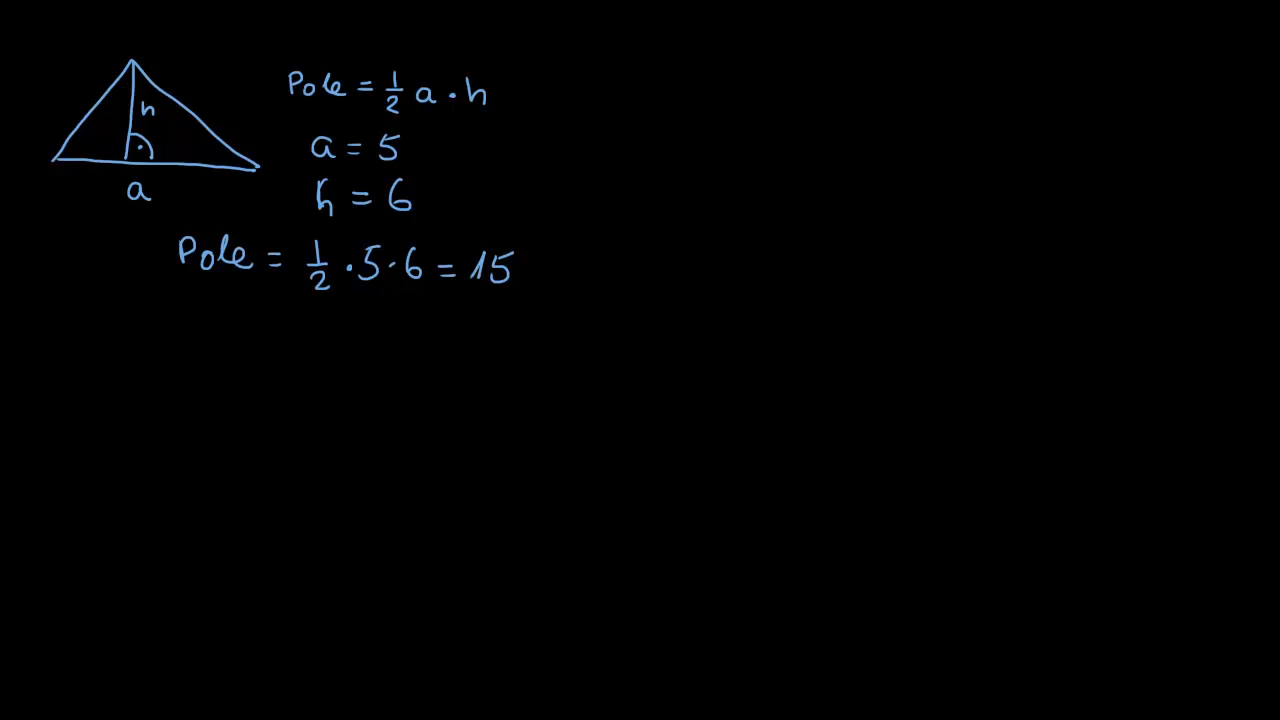 h
a
Pole = 1/2 a · h
a = 5
h = 6
Pole = 1/2 · 5 · 6 = 15